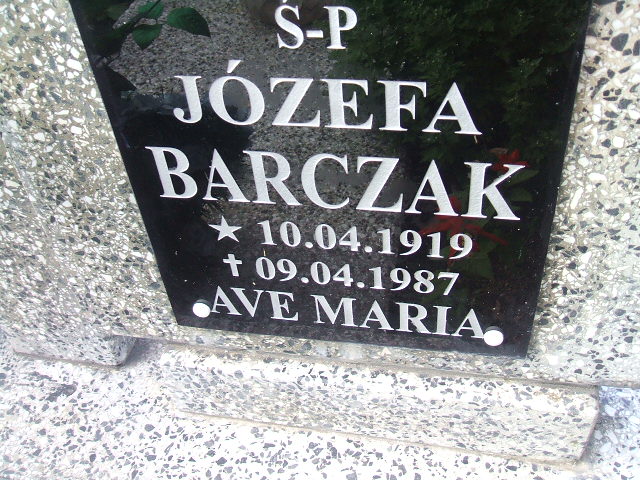 Ś-P
JÓZEFA
BARCZAK
★ 10.04.1919
✝ 09.04.1987
AVE MARIA